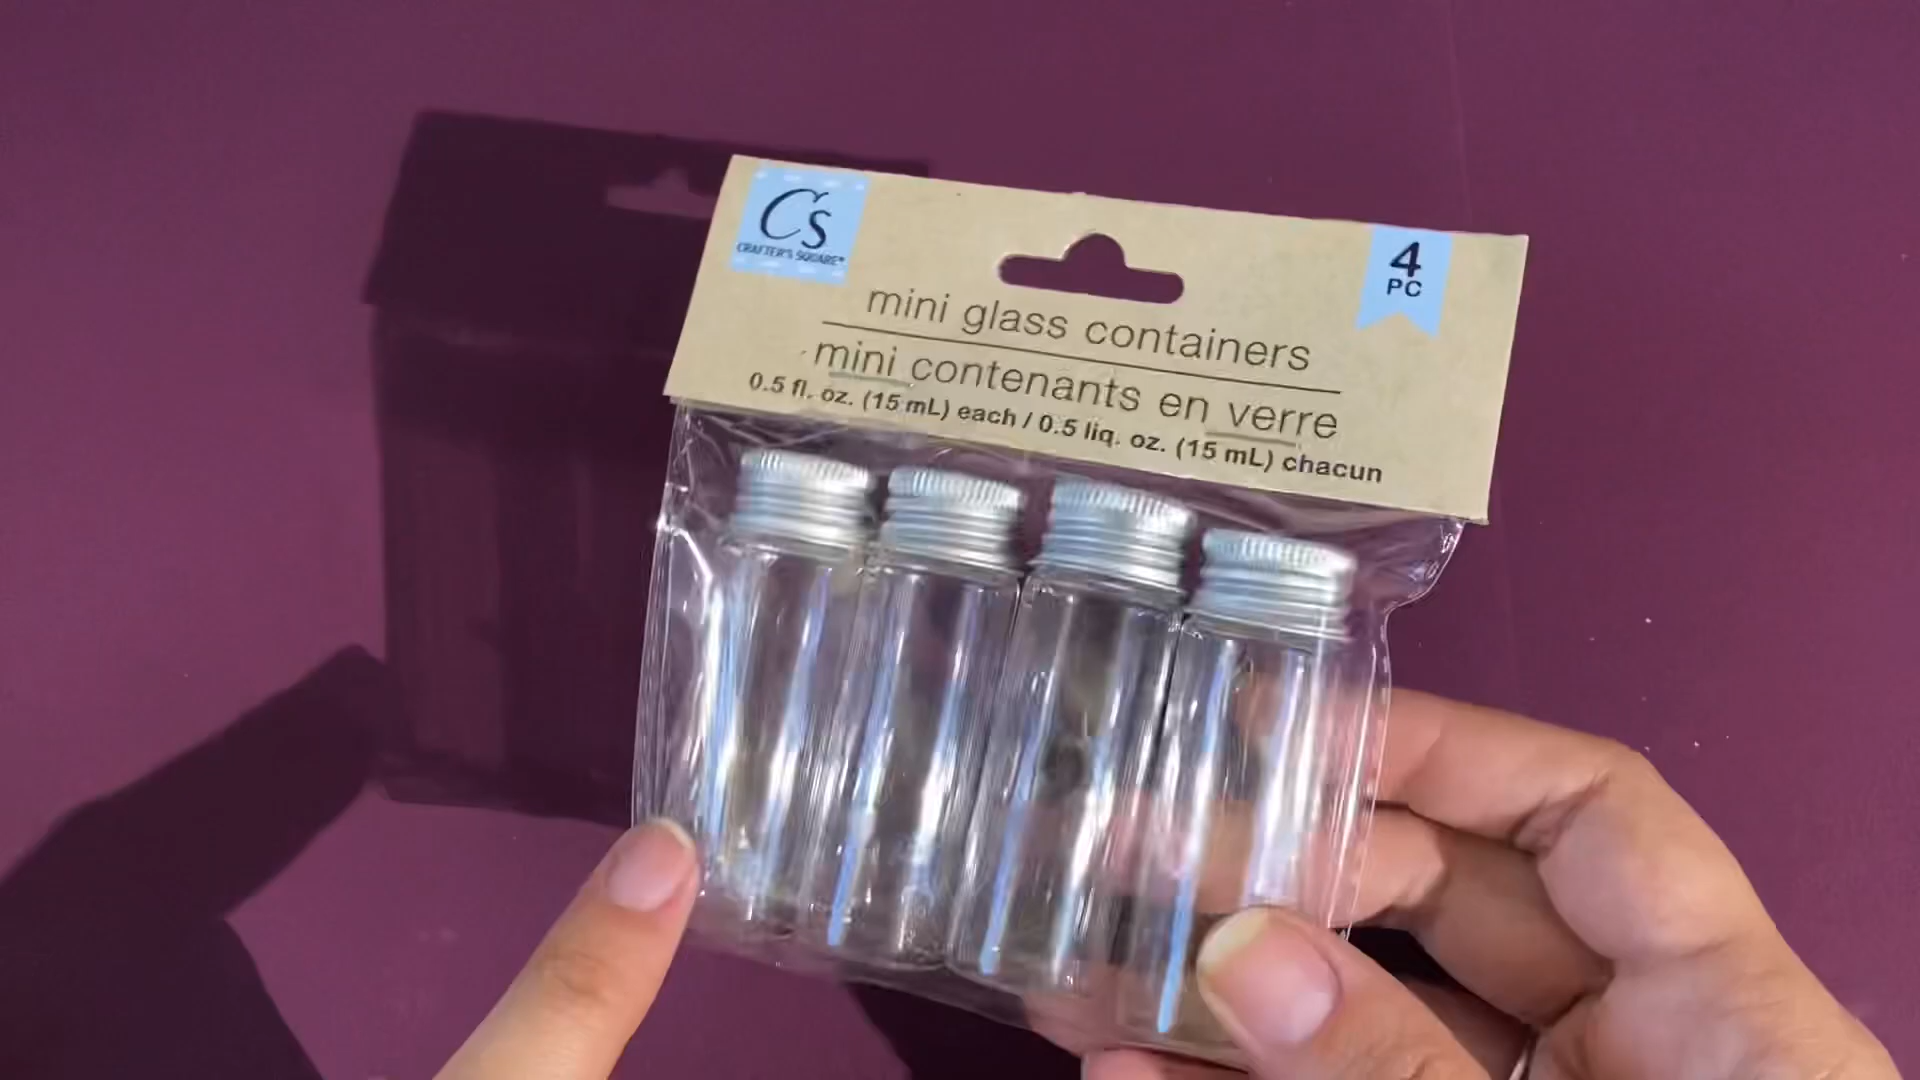 Cs
CRAFTER'S SQUARE®
4
PC
mini glass containers
mini contenants en verre
0.5 fl. oz. (15 mL) each / 0.5 liq. oz. (15 mL) chacun